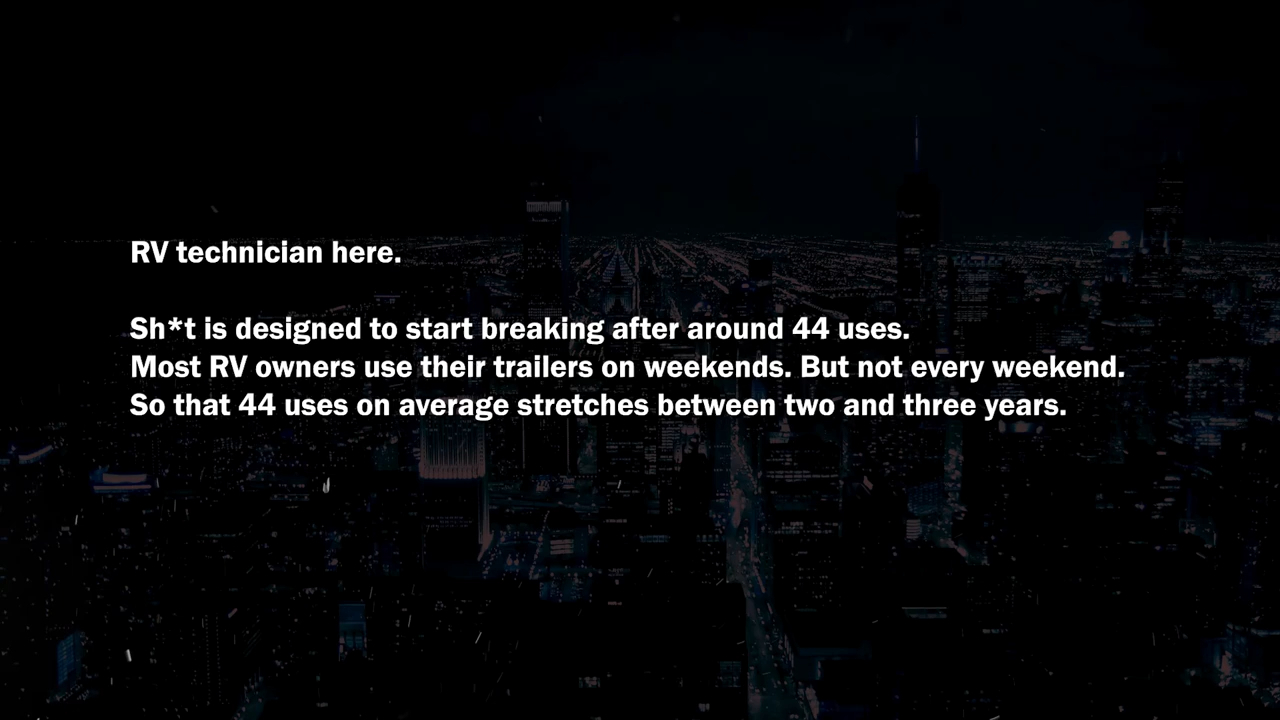 RV technician here.
Sh*t is designed to start breaking after around 44 uses.
Most RV owners use their trailers on weekends. But not every weekend.
So that 44 uses on average stretches between two and three years.